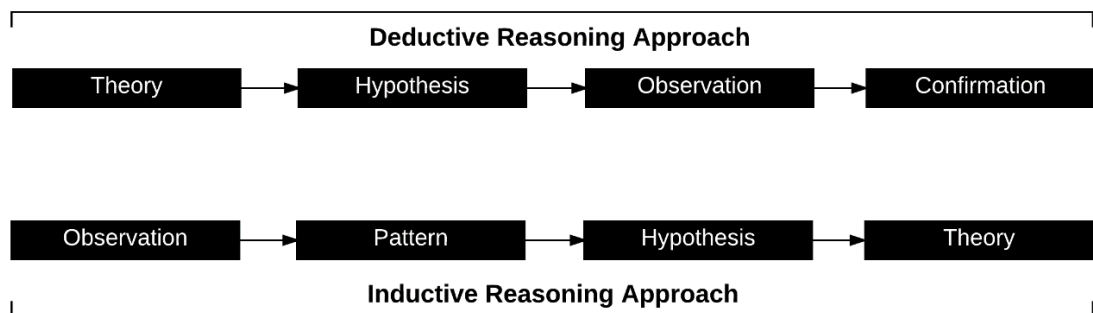 Deductive Reasoning Approach
Theory Hypothesis Observation Confirmation
Observation Pattern Hypothesis Theory
Inductive Reasoning Approach